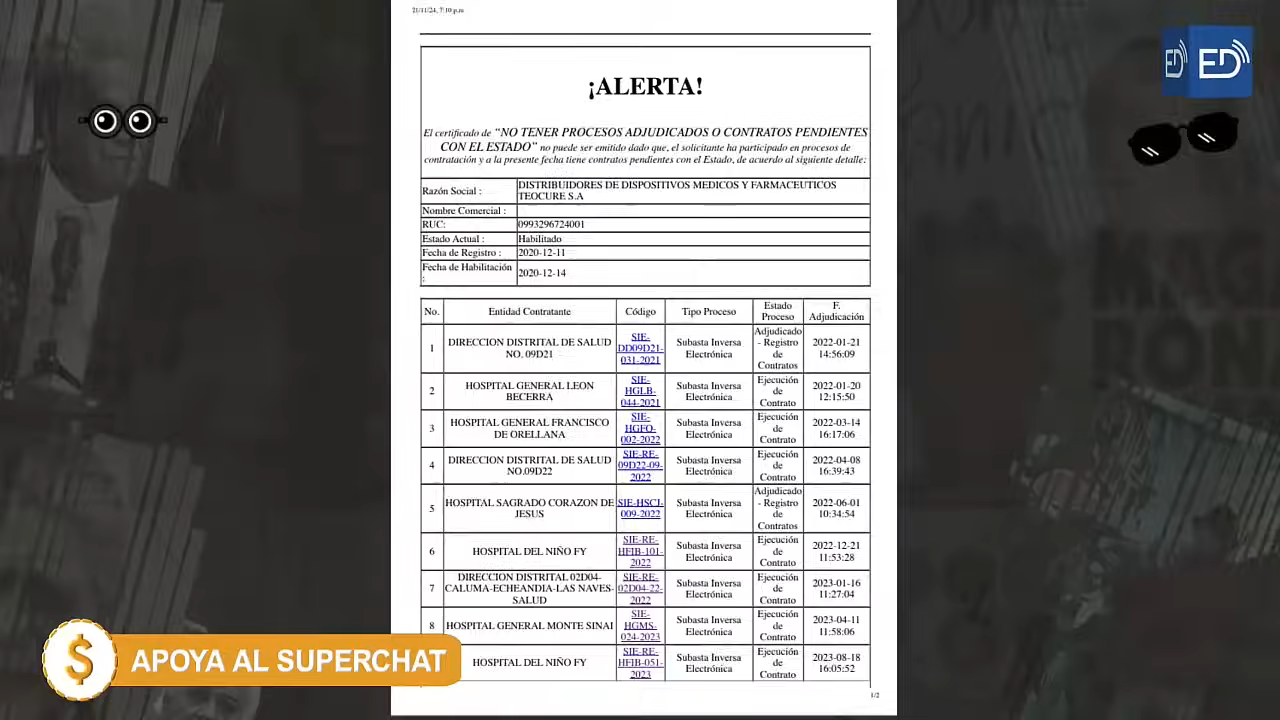 21/11/24, 7:10 p.m
¡ALERTA!
El certificado de “NO TENER PROCESOS ADJUDICADOS O CONTRATOS PENDIENTES
CON EL ESTADO” no puede ser emitido dado que, el solicitante ha participado en procesos de
contratación y a la presente fecha tiene contratos pendientes con el Estado, de acuerdo al siguiente detalle:
Razón Social :
DISTRIBUIDORES DE DISPOSITIVOS MEDICOS Y FARMACEUTICOS
TEOCURE S.A
Nombre Comercial :
RUC: 0993296724001
Estado Actual : Habilitado
Fecha de Registro : 2020-12-11
Fecha de Habilitación
:
2020-12-14
No. Entidad Contratante Código Tipo Proceso
Estado
Proceso
F.
Adjudicación
1
DIRECCION DISTRITAL DE SALUD
NO. 09D21
SIE-
DD09D21-
031-2021
Subasta Inversa
Electrónica
Adjudicado
- Registro
de
Contratos
2022-01-21
14:56:09
2
HOSPITAL GENERAL LEON
BECERRA
SIE-
HGLB-
044-2021
Subasta Inversa
Electrónica
Ejecución
de
Contrato
2022-01-20
12:15:50
3
HOSPITAL GENERAL FRANCISCO
DE ORELLANA
SIE-
HGFO-
002-2022
Subasta Inversa
Electrónica
Ejecución
de
Contrato
2022-03-14
16:17:06
4
DIRECCION DISTRITAL DE SALUD
NO.09D22
SIE-RE-
09D22-09-
2022
Subasta Inversa
Electrónica
Ejecución
de
Contrato
2022-04-08
16:39:43
5
HOSPITAL SAGRADO CORAZON DE
JESUS
SIE-HSCJ-
009-2022
Subasta Inversa
Electrónica
Adjudicado
- Registro
de
Contratos
2022-06-01
10:34:54
6
HOSPITAL DEL NIÑO FY
SIE-RE-
HFIB-101-
2022
Subasta Inversa
Electrónica
Ejecución
de
Contrato
2022-12-21
11:53:28
7
DIRECCION DISTRITAL 02D04-
CALUMA-ECHEANDIA-LAS NAVES-
SALUD
SIE-RE-
02D04-22-
2022
Subasta Inversa
Electrónica
Ejecución
de
Contrato
2023-01-16
11:27:04
8
HOSPITAL GENERAL MONTE SINAI
SIE-
HGMS-
024-2023
Subasta Inversa
Electrónica
Ejecución
de
Contrato
2023-04-11
11:58:06
HOSPITAL DEL NIÑO FY
SIE-RE-
HFIB-051-
2023
Subasta Inversa
Electrónica
Ejecución
de
Contrato
2023-08-18
16:05:52
1/2
$ APOYA AL SUPERCHAT
ED ED